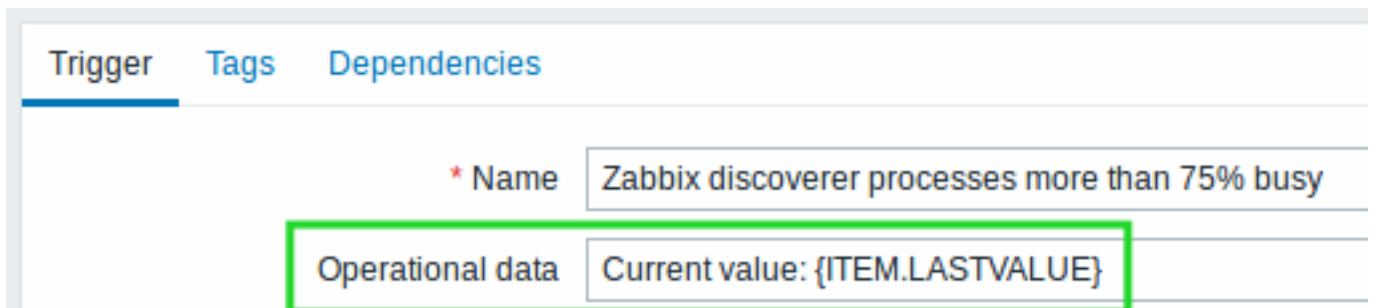 Trigger Tags Dependencies
* Name Zabbix discoverer processes more than 75% busy
Operational data Current value: {ITEM.LASTVALUE}